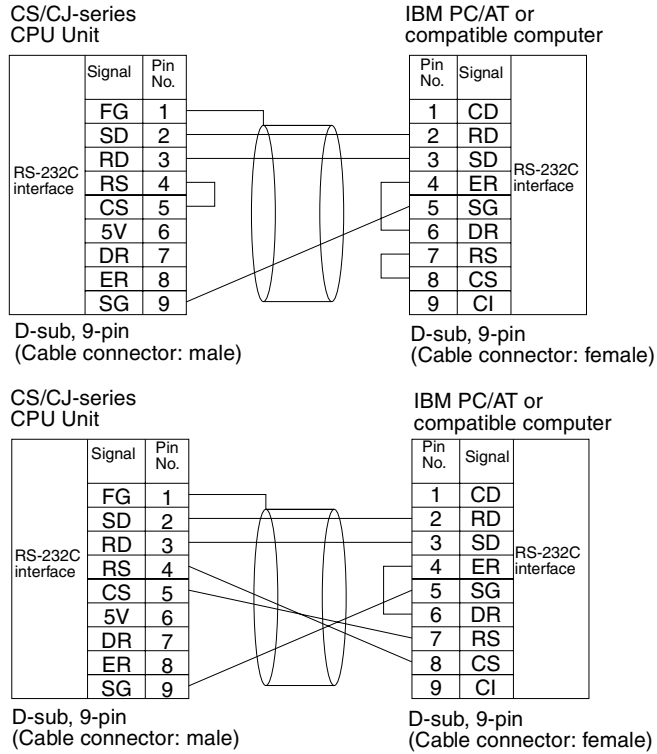 CS/CJ-series
CPU Unit
IBM PC/AT or
compatible computer
RS-232C
interface
Signal
Pin
No.
FG 1
SD 2
RD 3
RS 4
CS 5
5V 6
DR 7
ER 8
SG 9
Pin
No.
Signal
1 CD
2 RD
3 SD
4 ER
5 SG
6 DR
7 RS
8 CS
9 CI
RS-232C
interface
D-sub, 9-pin
(Cable connector: male)
D-sub, 9-pin
(Cable connector: female)
CS/CJ-series
CPU Unit
IBM PC/AT or
compatible computer
RS-232C
interface
Signal
Pin
No.
FG 1
SD 2
RD 3
RS 4
CS 5
5V 6
DR 7
ER 8
SG 9
Pin
No.
Signal
1 CD
2 RD
3 SD
4 ER
5 SG
6 DR
7 RS
8 CS
9 CI
RS-232C
interface
D-sub, 9-pin
(Cable connector: male)
D-sub, 9-pin
(Cable connector: female)